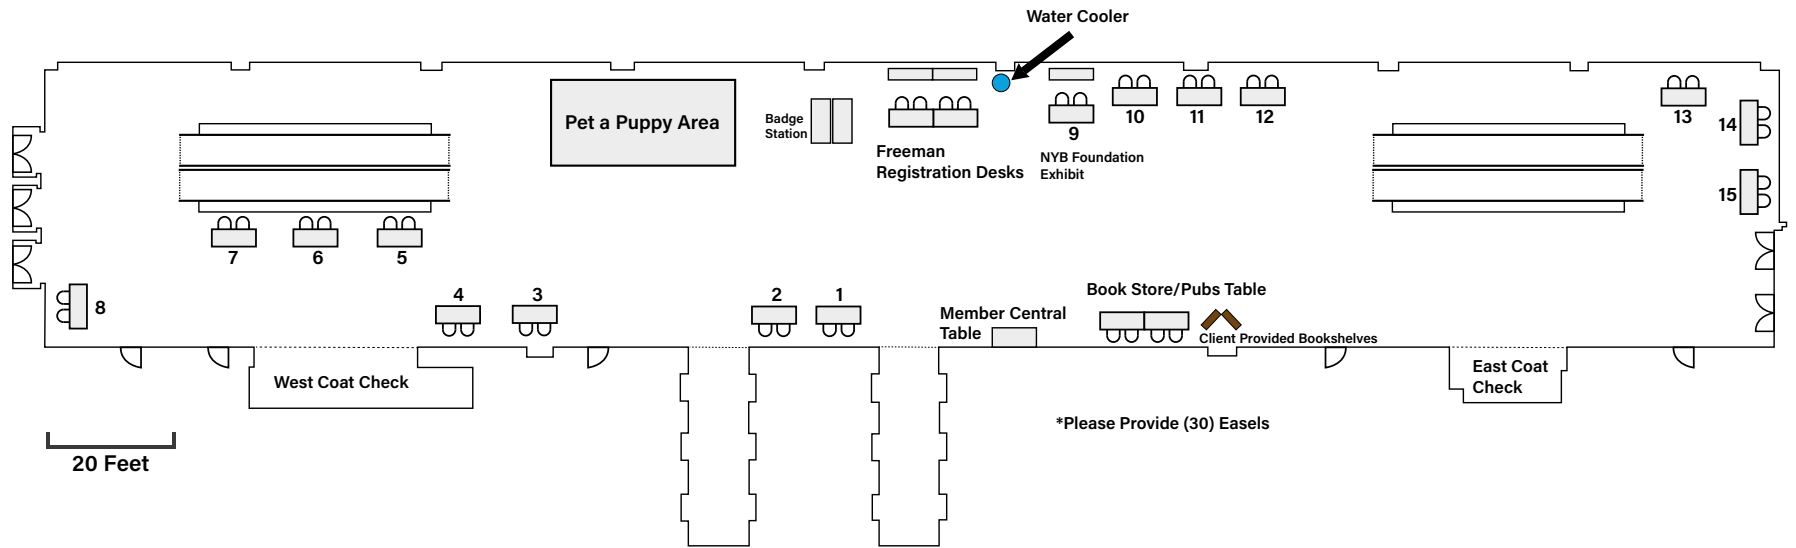 Water Cooler
Pet a Puppy Area
Badge
Station
Freeman
Registration Desks
9
NYB Foundation
Exhibit
10
11
12
13
14
15
7
6
5
8
4
3
2
1
Member Central
Table
Book Store/Pubs Table
Client Provided Bookshelves
West Coat Check
East Coat
Check
*Please Provide (30) Easels
20 Feet